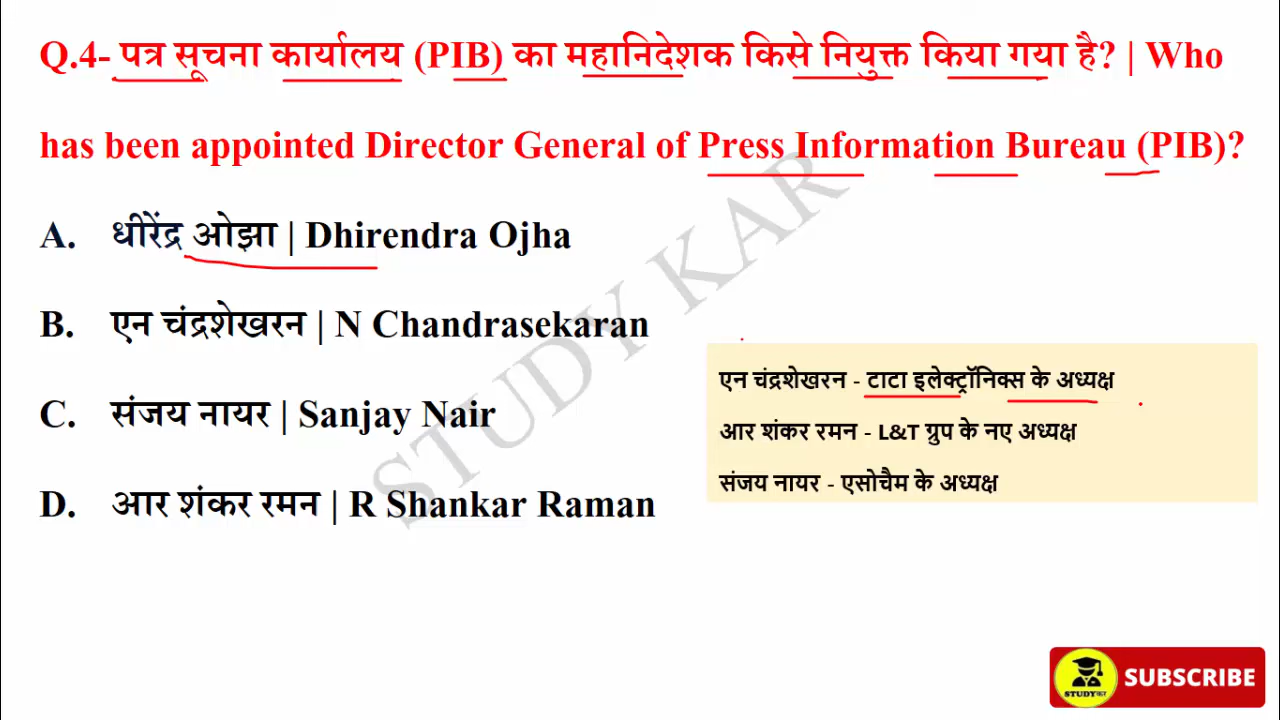 Q.4- पत्र सूचना कार्यालय (PIB) का महानिदेशक किसे नियुक्त किया गया है? | Who
has been appointed Director General of Press Information Bureau (PIB)?
A. धीरेंद्र ओझा | Dhirendra Ojha
B. एन चंद्रशेखरन | N Chandrasekaran
C. संजय नायर | Sanjay Nair
D. आर शंकर रमन | R Shankar Raman
एन चंद्रशेखरन - टाटा इलेक्ट्रॉनिक्स के अध्यक्ष
आर शंकर रमन - L&T ग्रुप के नए अध्यक्ष
संजय नायर - एसोचैम के अध्यक्ष
STUDY KAR
STUDYकर
SUBSCRIBE